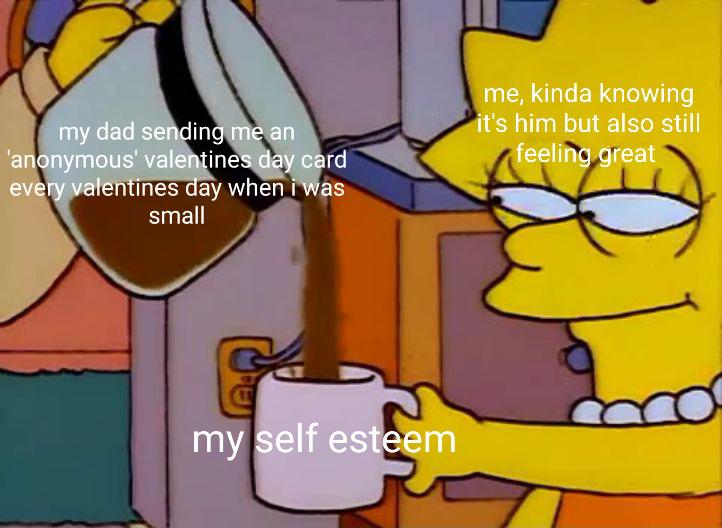 my dad sending me an
'anonymous' valentines day card
every valentines day when i was
small
me, kinda knowing
it's him but also still
feeling great
my self esteem